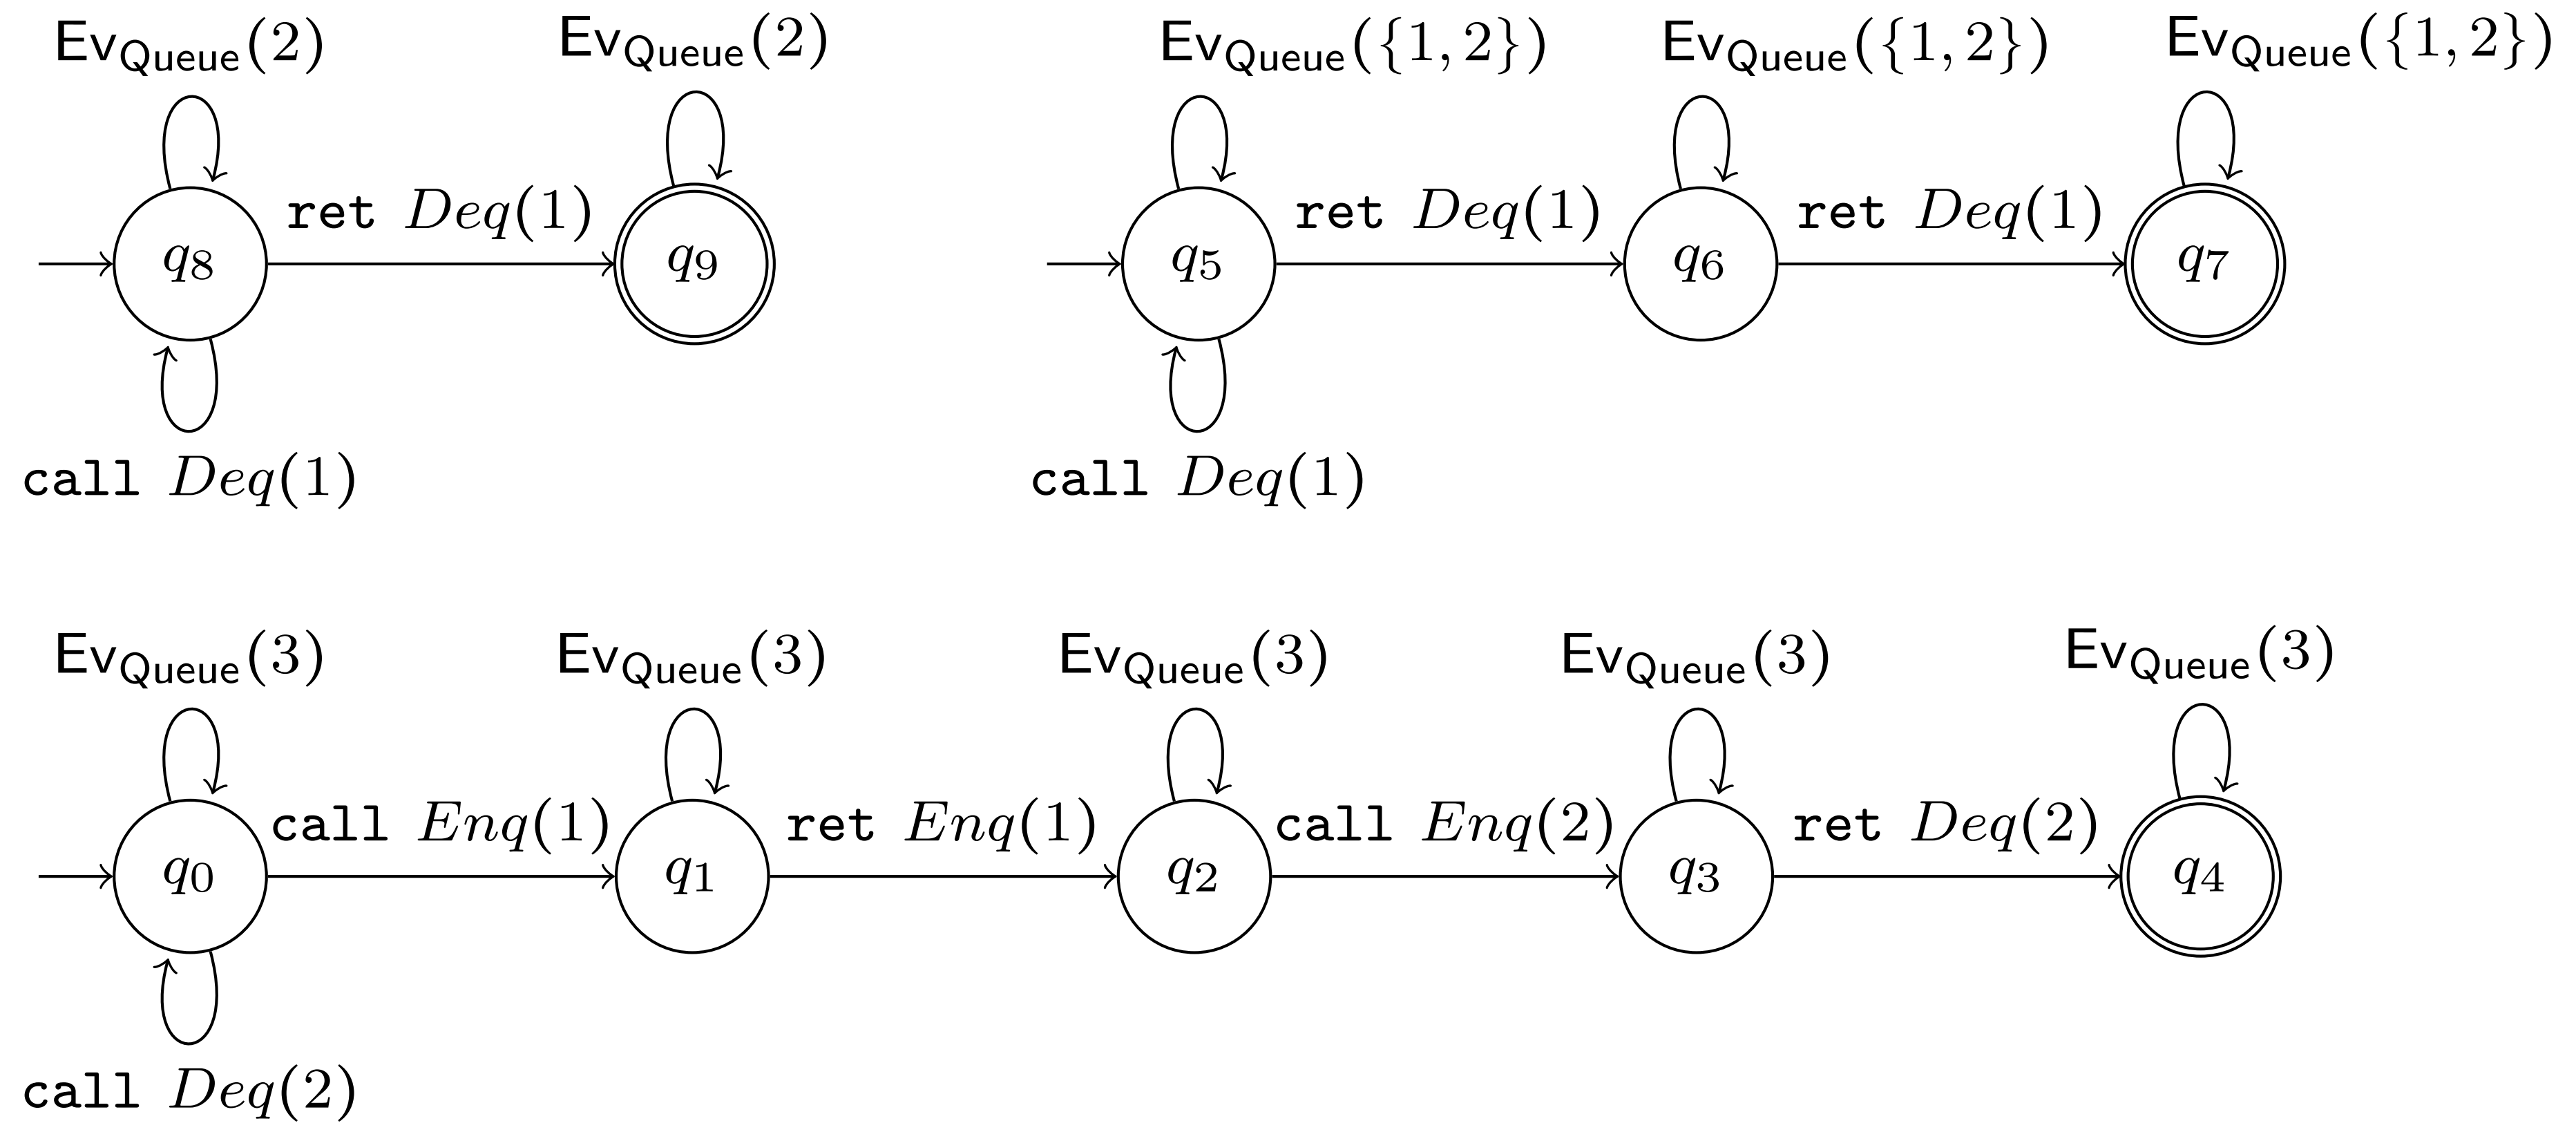 Ev_Queue(2) Ev_Queue(2) Ev_Queue({1, 2}) Ev_Queue({1, 2}) Ev_Queue({1, 2})
ret Deq(1) ret Deq(1) ret Deq(1)
q8 q9 q5 q6 q7
call Deq(1) call Deq(1)
Ev_Queue(3) Ev_Queue(3) Ev_Queue(3) Ev_Queue(3) Ev_Queue(3)
call Enq(1) ret Enq(1) call Enq(2) ret Deq(2)
q0 q1 q2 q3 q4
call Deq(2)